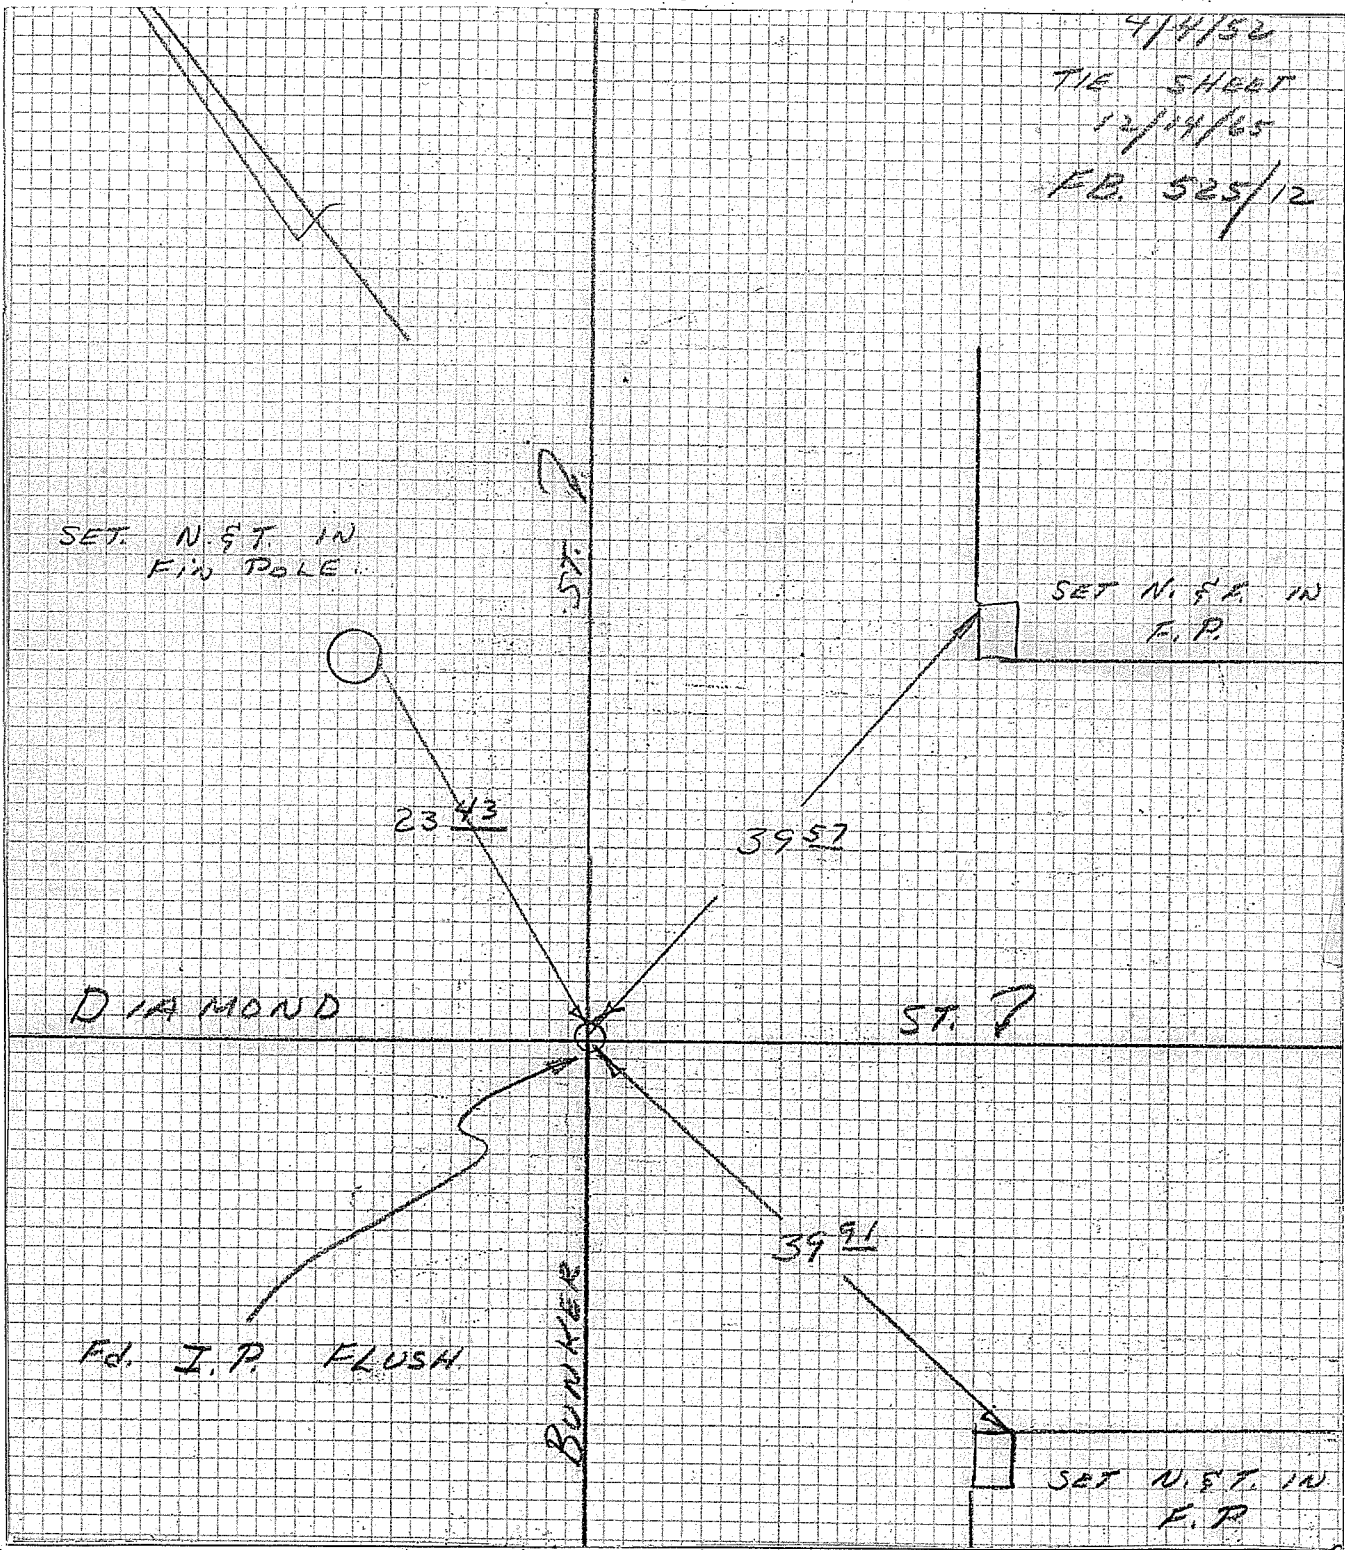 4/4/52
TIE SHEET
12/14/65
F.B. 525/12
ST.
SET. N. & T. IN
Fin POLE.
SET N. & T. IN
F. P.
23 43
39 57
DIAMOND ST.
39 91
BUNKER
Fd. I.P. FLUSH
SET N. & T. IN
F. P